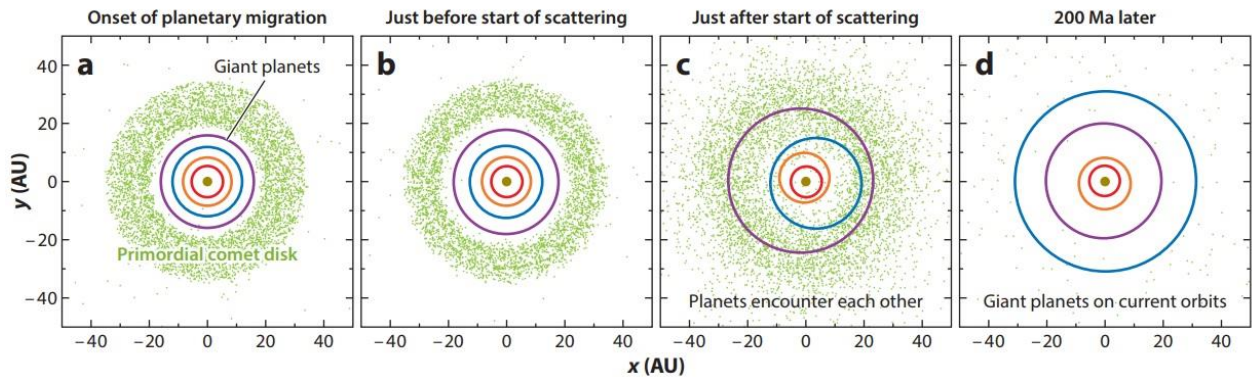 Onset of planetary migration
Just before start of scattering
Just after start of scattering
200 Ma later
a
Giant planets
b
c
d
40
20
0
−20
−40
y (AU)
Primordial comet disk
Planets encounter each other
Giant planets on current orbits
−40 −20 0 20 40
−40 −20 0 20 40
−40 −20 0 20 40
−40 −20 0 20 40
x (AU)